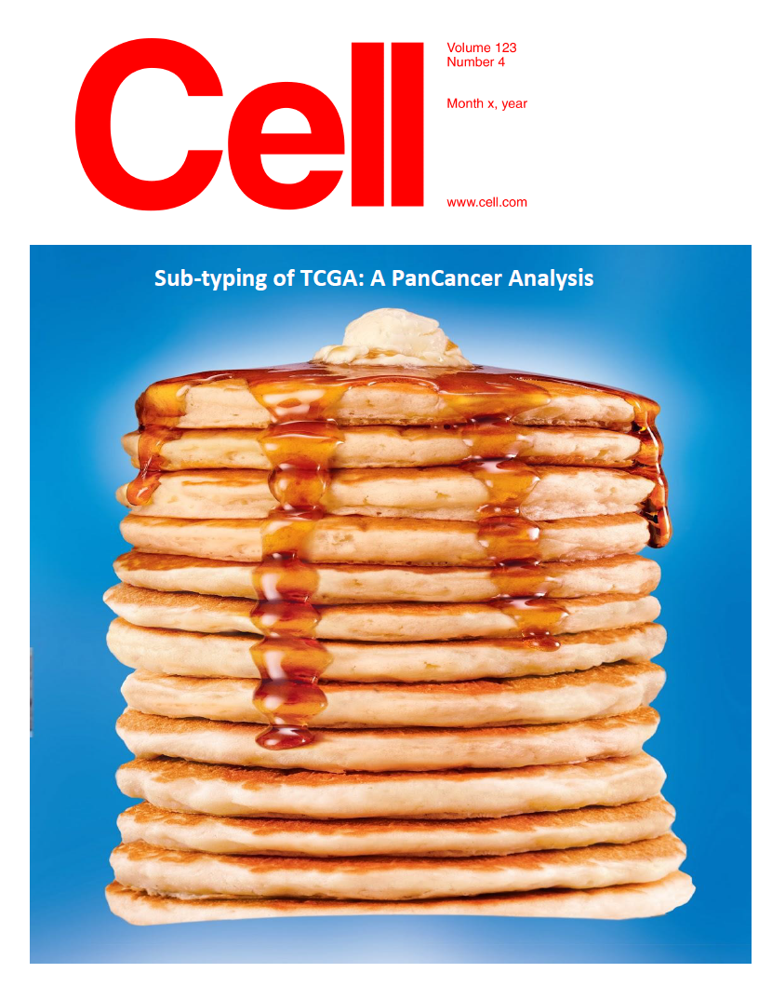 Cell
Volume 123
Number 4
Month x, year
www.cell.com
Sub-typing of TCGA: A PanCancer Analysis